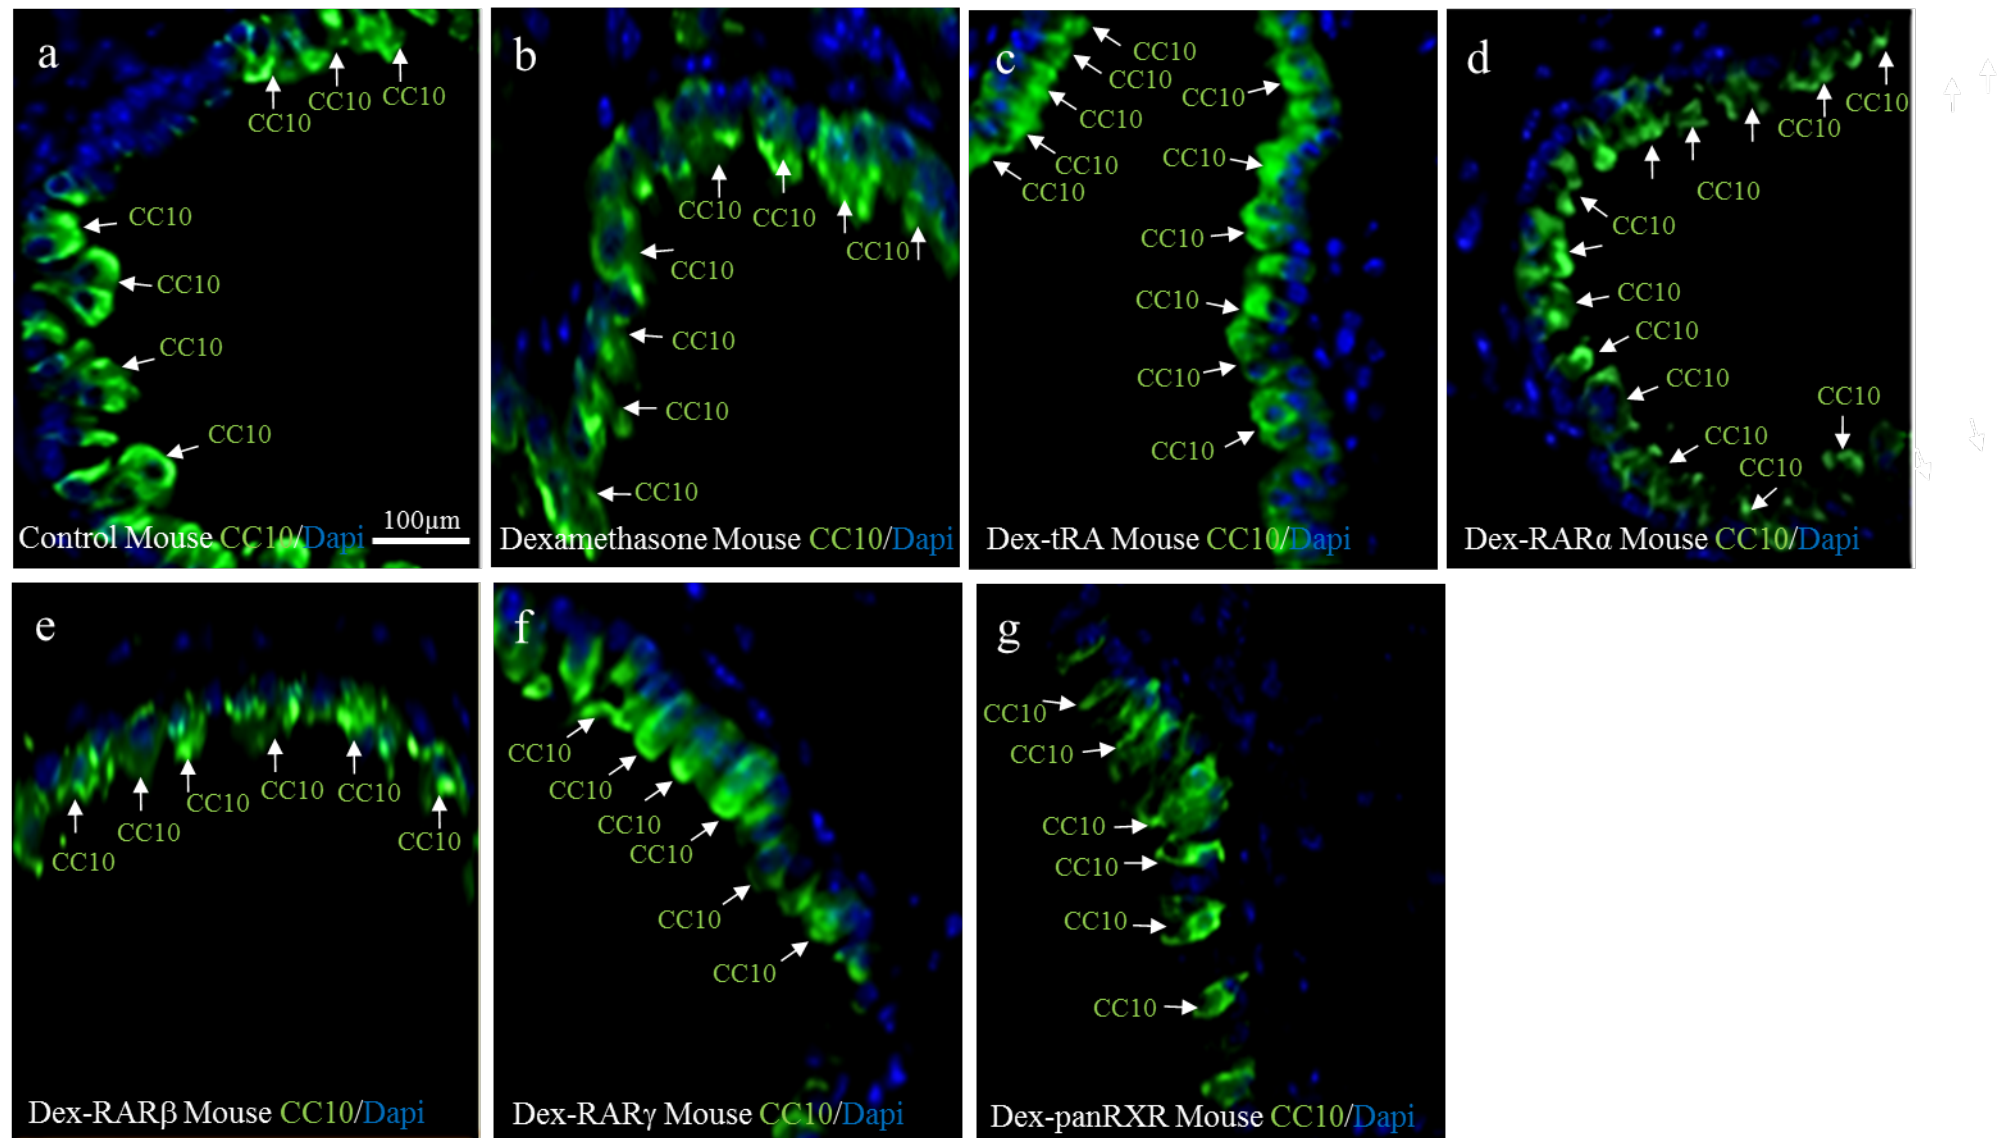 a
CC10
CC10
CC10
CC10
CC10
CC10
CC10
100μm
Control Mouse CC10/Dapi
b
CC10
CC10
CC10
CC10
CC10
CC10
CC10
Dexamethasone Mouse CC10/Dapi
c
CC10
CC10
CC10
CC10
CC10
CC10
CC10
CC10
CC10
CC10
CC10
CC10
Dex-tRA Mouse CC10/Dapi
d
CC10
CC10
CC10
CC10
CC10
CC10
CC10
CC10
CC10
CC10
Dex-RARα Mouse CC10/Dapi
e
CC10
CC10
CC10
CC10
CC10
CC10
Dex-RARβ Mouse CC10/Dapi
f
CC10
CC10
CC10
CC10
CC10
CC10
Dex-RARγ Mouse CC10/Dapi
g
CC10
CC10
CC10
CC10
CC10
CC10
Dex-panRXR Mouse CC10/Dapi